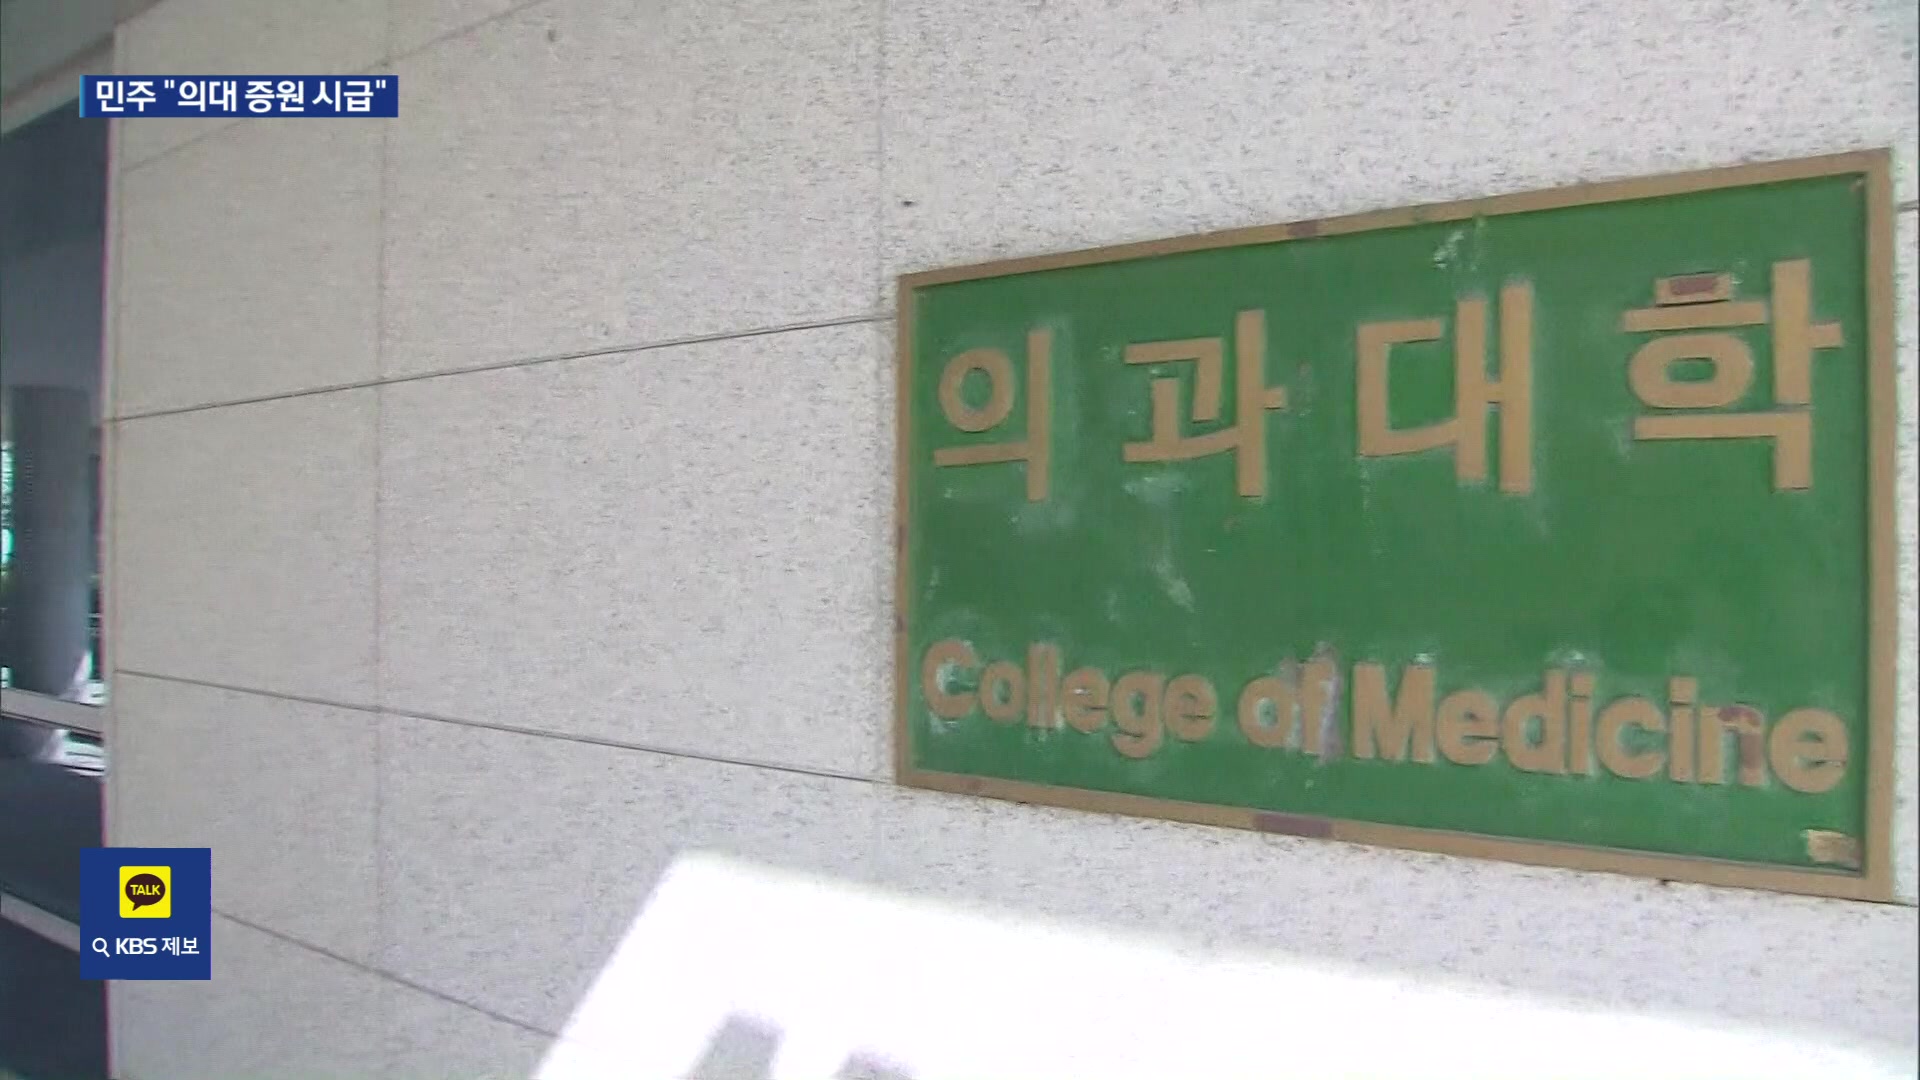 민주 "의대 증원 시급"
의과대학
College of Medicine
TALK
KBS 제보